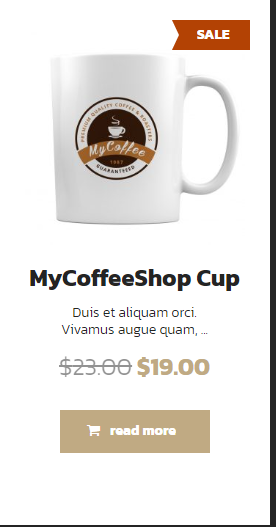 SALE
PREMIUM QUALITY COFFEE & ROASTERS
MyCoffee
1967
GUARANTEED
MyCoffeeShop Cup
Duis et aliquam orci.
Vivamus augue quam, ...
$23.00 $19.00
read more